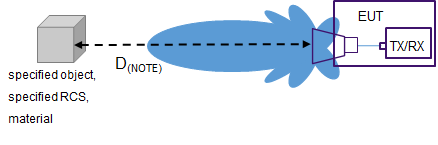 EUT
TX/RX
D(NOTE)
specified object,
specified RCS,
material